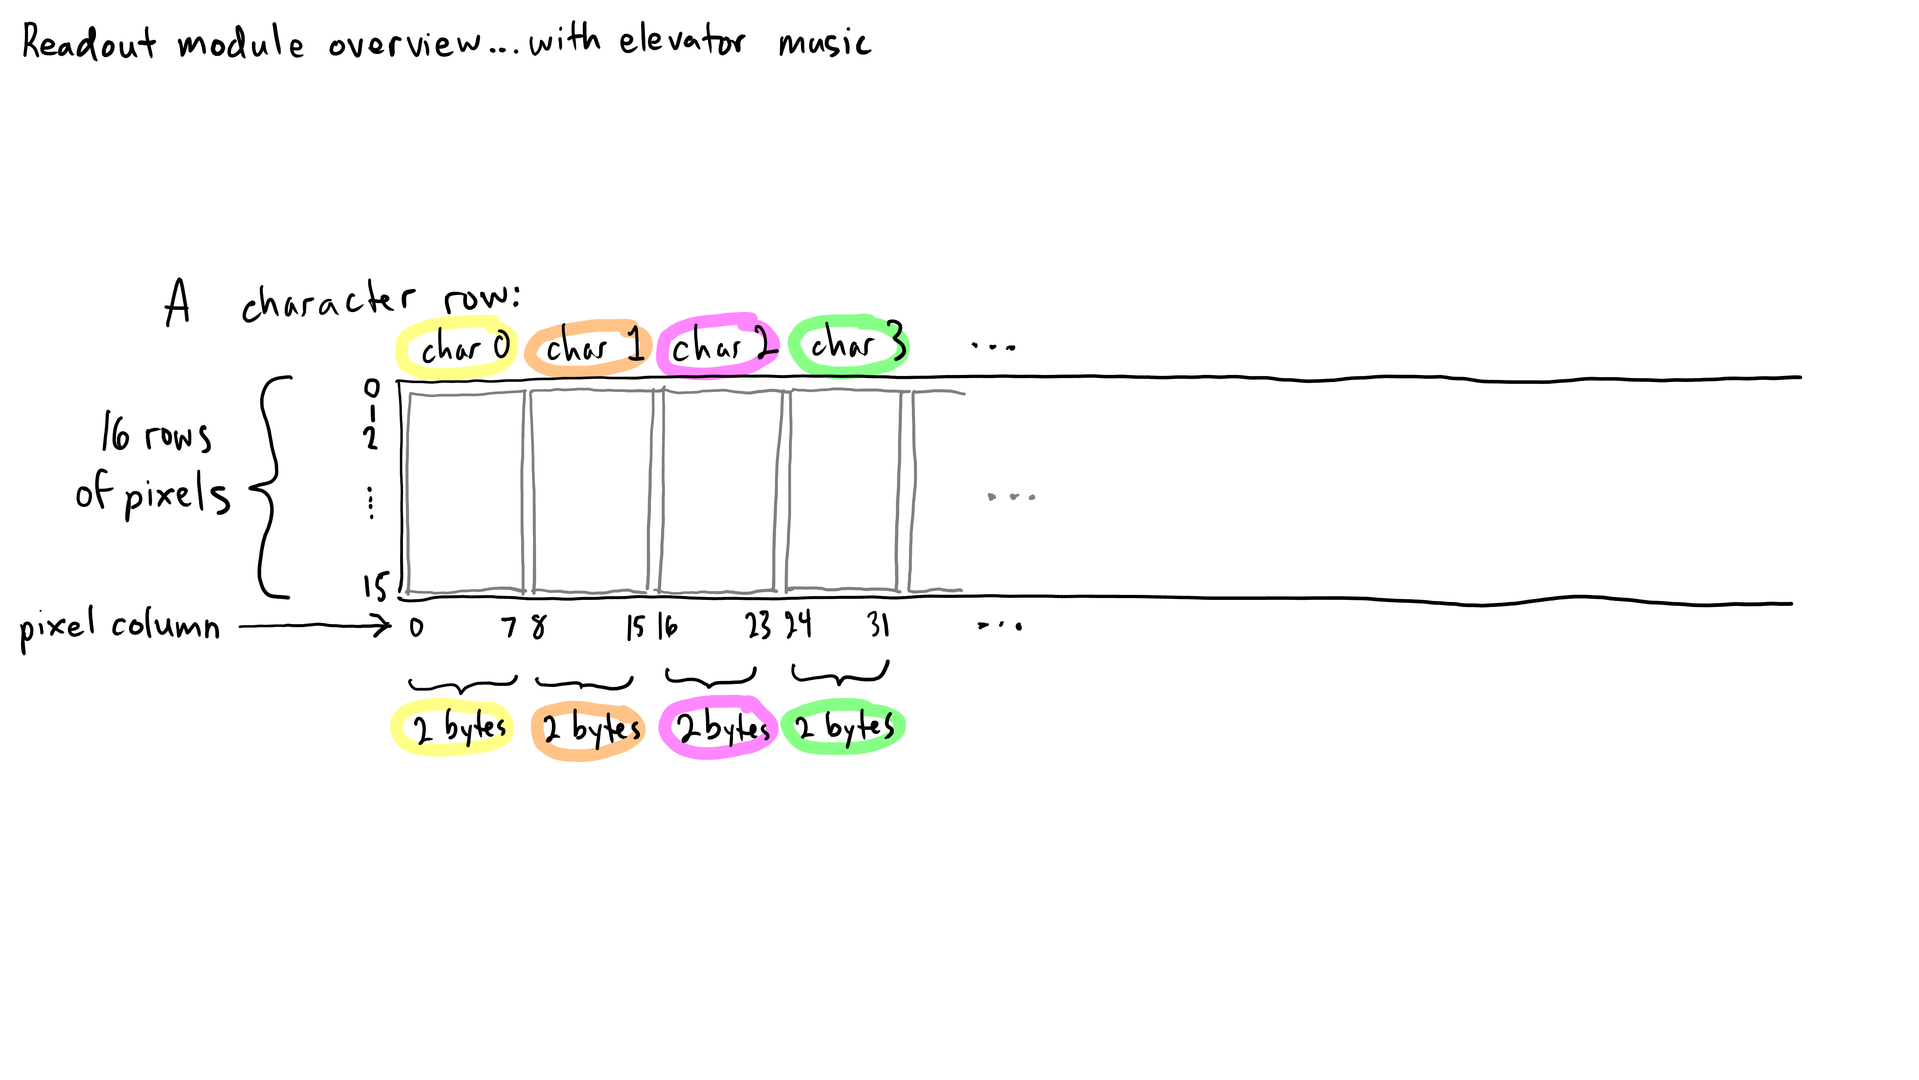 Readout module overview...with elevator music
A character row:
char 0 char 1 char 2 char 3 ...
16 rows
of pixels
0
1
2
⋮
15
pixel column → 0 7 8 15 16 23 24 31 ...
2 bytes 2 bytes 2 bytes 2 bytes